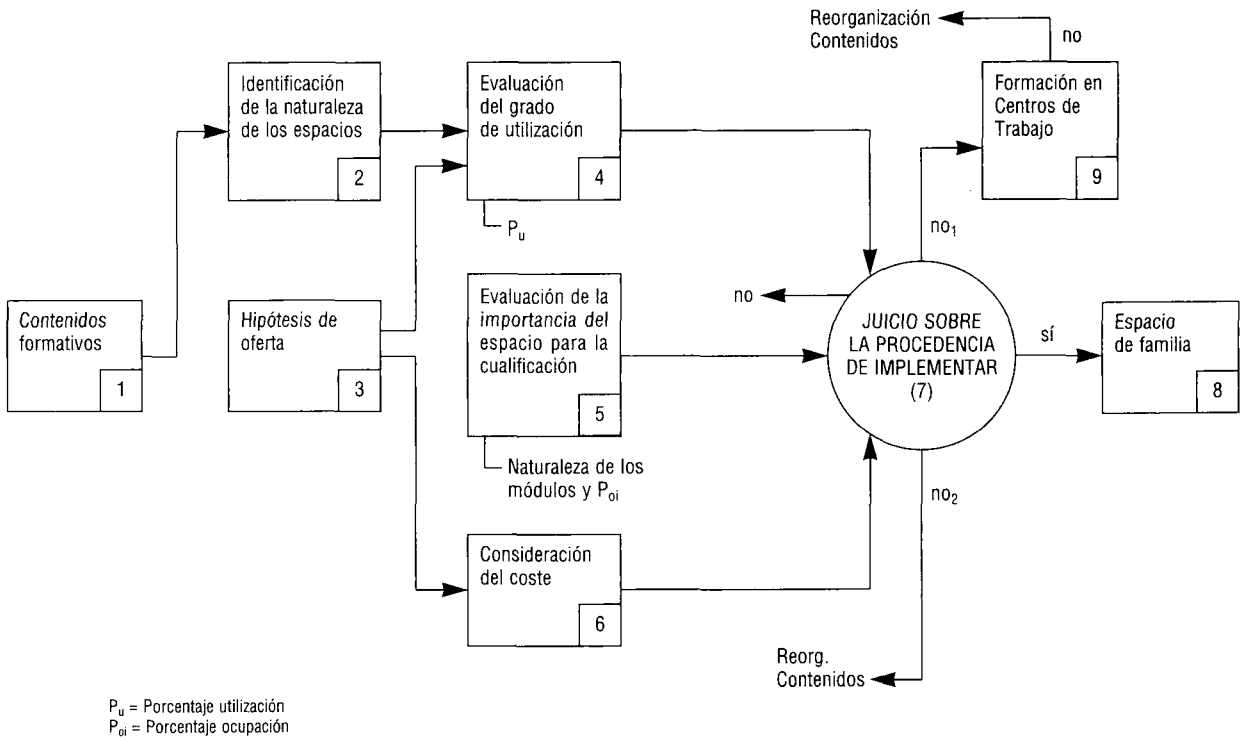 Reorganización
Contenidos
no
Identificación
de la naturaleza
de los espacios
2
Evaluación
del grado
de utilización
4
P_u
Formación en
Centros de
Trabajo
9
no₁
Contenidos
formativos
1
Hipótesis de
oferta
3
Evaluación de la
importancia del
espacio para la
cualificación
5
Naturaleza de los
módulos y P_oi
no
JUICIO SOBRE
LA PROCEDENCIA
DE IMPLEMENTAR
(7)
sí
Espacio
de familia
8
no₂
Consideración
del coste
6
Reorg.
Contenidos
P_u = Porcentaje utilización
P_oi = Porcentaje ocupación